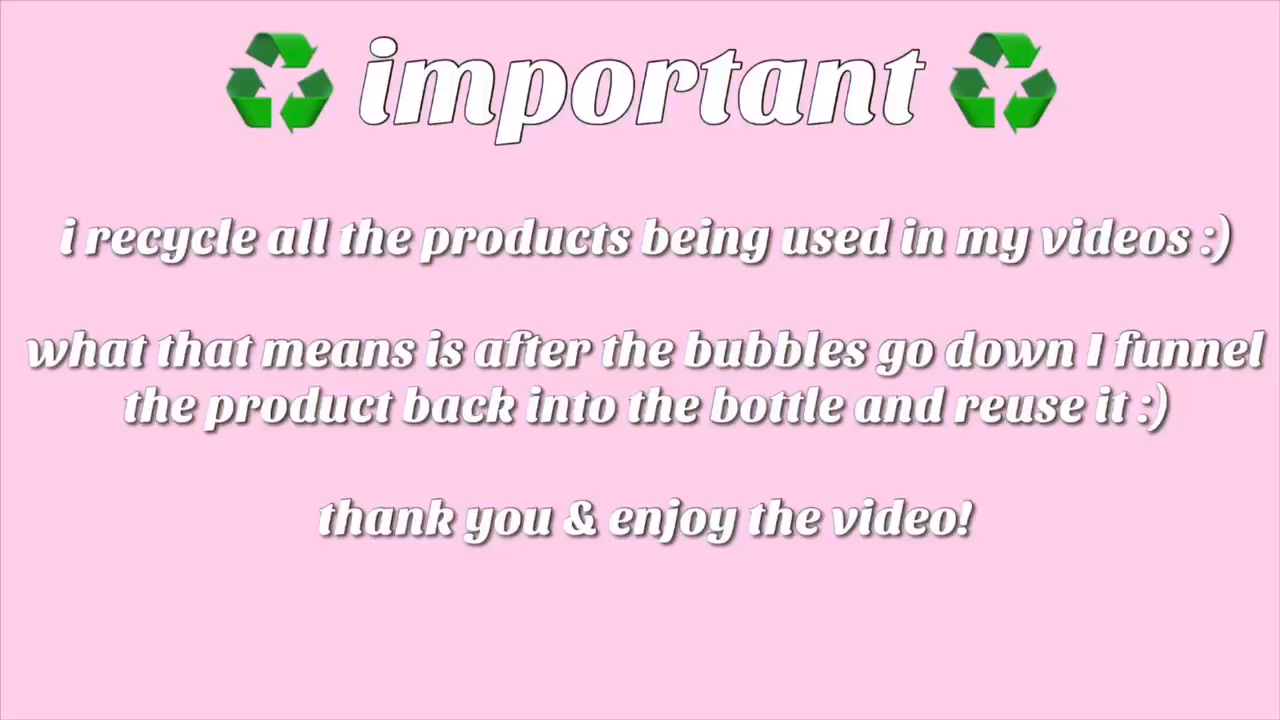 important
i recycle all the products being used in my videos :)
what that means is after the bubbles go down I funnel
the product back into the bottle and reuse it :)
thank you & enjoy the video!